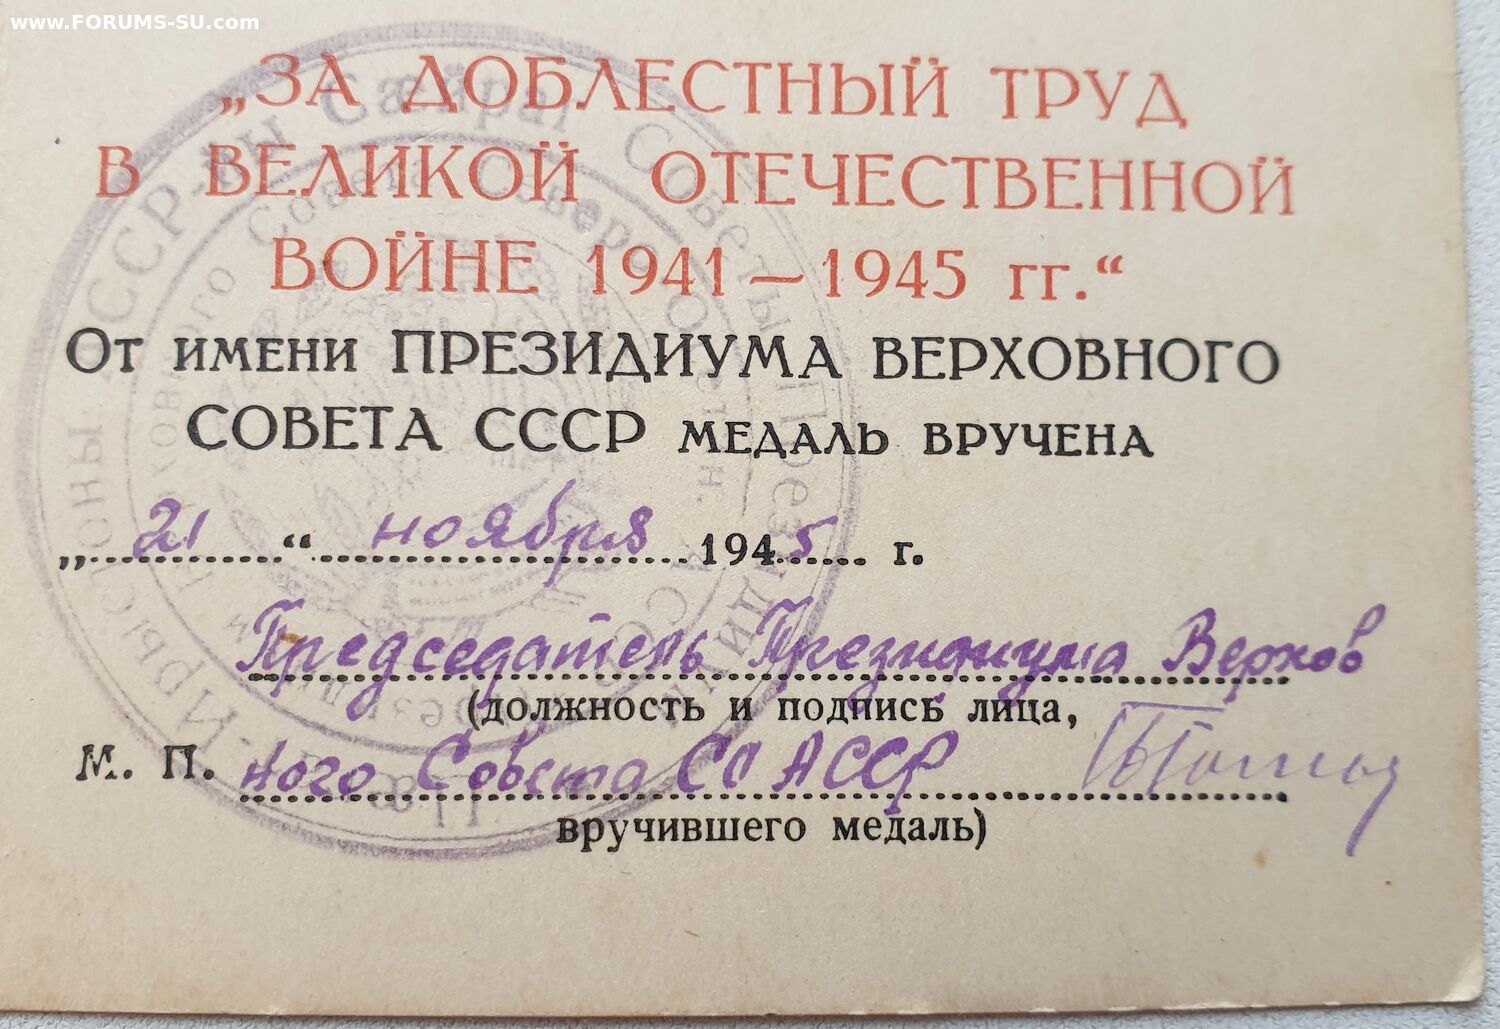 www.FORUMS-SU.com
„ЗА ДОБЛЕСТНЫЙ ТРУД
В ВЕЛИКОЙ ОТЕЧЕСТВЕННОЙ
ВОЙНЕ 1941—1945 гг.“
От имени ПРЕЗИДИУМА ВЕРХОВНОГО
СОВЕТА СССР МЕДАЛЬ ВРУЧЕНА
„ 21 “ ноября 1945 г.
Председатель Президиума Верхов
(должность и подпись лица,
М. П. ного Совета СО АССР
вручившего медаль)